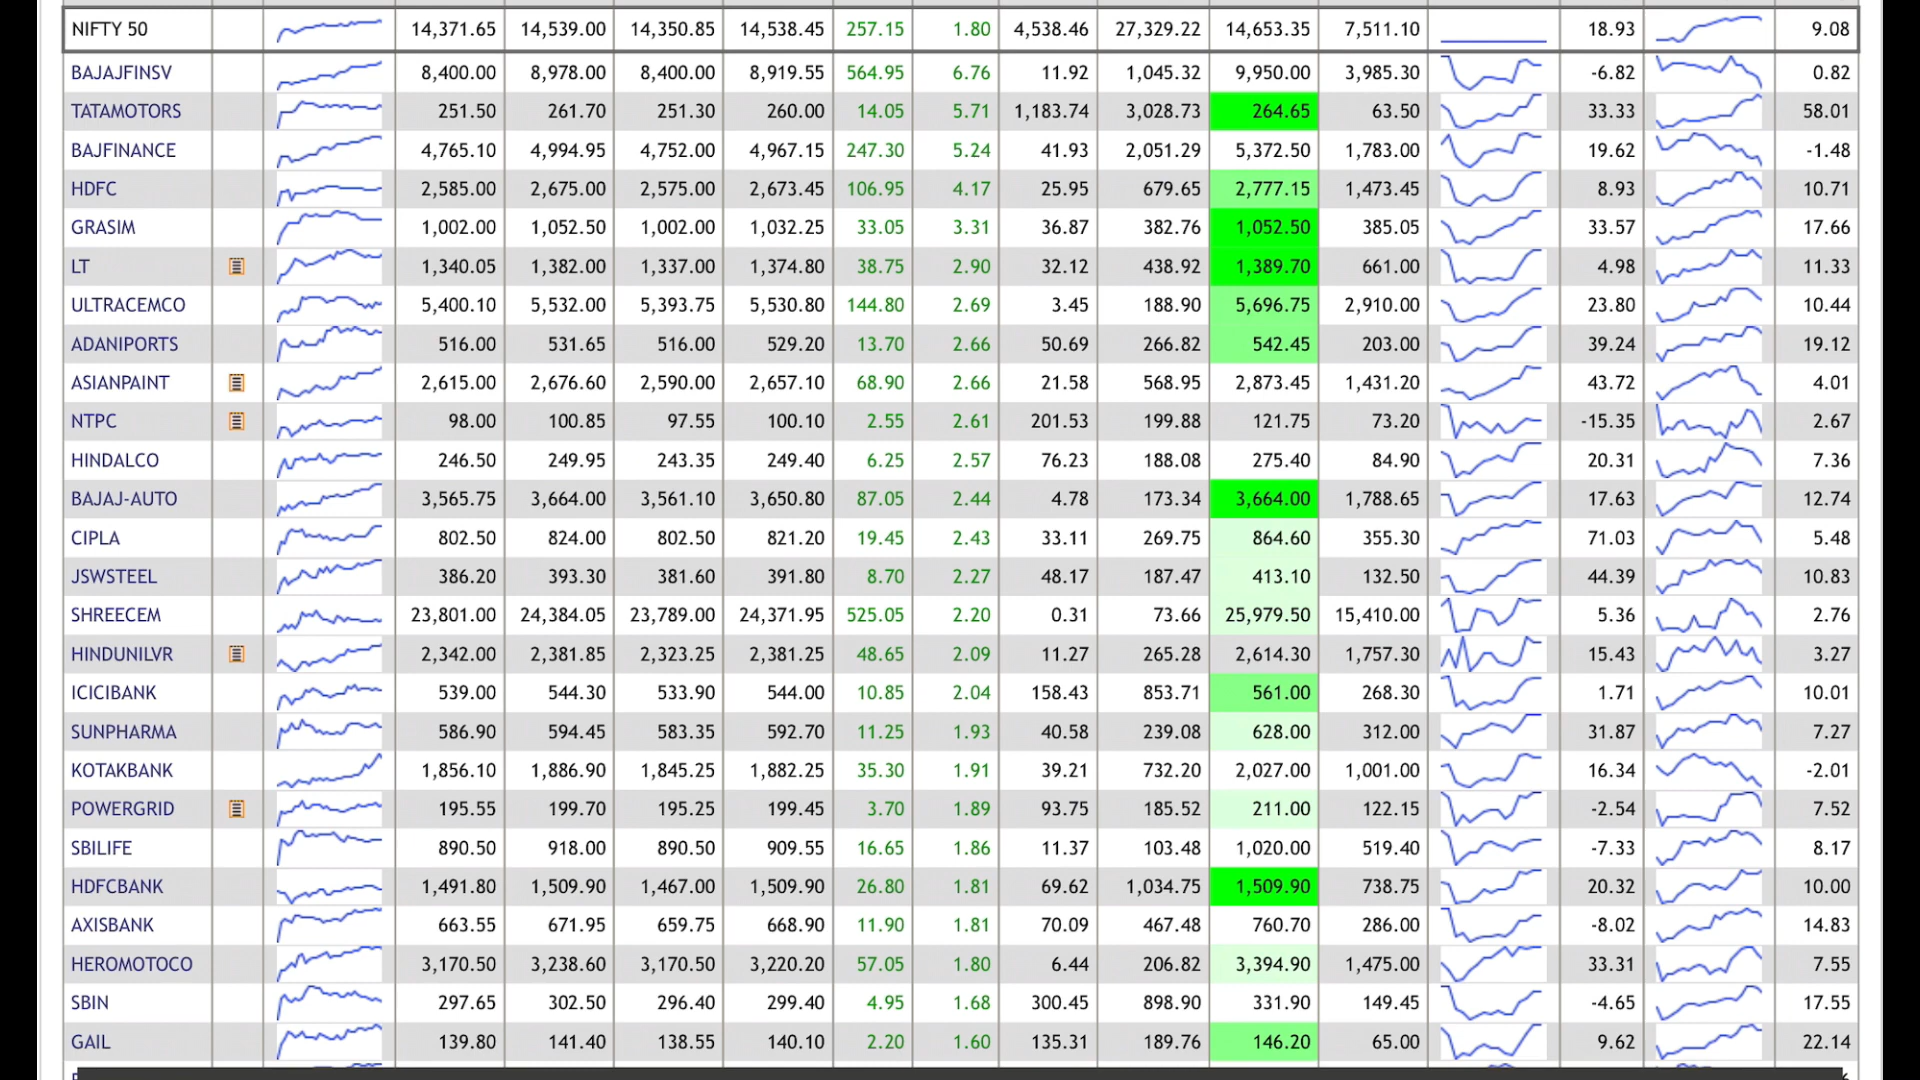 NIFTY 50 14,371.65 14,539.00 14,350.85 14,538.45 257.15 1.80 4,538.46 27,329.22 14,653.35 7,511.10 18.93 9.08
BAJAJFINSV 8,400.00 8,978.00 8,400.00 8,919.55 564.95 6.76 11.92 1,045.32 9,950.00 3,985.30 -6.82 0.82
TATAMOTORS 251.50 261.70 251.30 260.00 14.05 5.71 1,183.74 3,028.73 264.65 63.50 33.33 58.01
BAJFINANCE 4,765.10 4,994.95 4,752.00 4,967.15 247.30 5.24 41.93 2,051.29 5,372.50 1,783.00 19.62 -1.48
HDFC 2,585.00 2,675.00 2,575.00 2,673.45 106.95 4.17 25.95 679.65 2,777.15 1,473.45 8.93 10.71
GRASIM 1,002.00 1,052.50 1,002.00 1,032.25 33.05 3.31 36.87 382.76 1,052.50 385.05 33.57 17.66
LT 1,340.05 1,382.00 1,337.00 1,374.80 38.75 2.90 32.12 438.92 1,389.70 661.00 4.98 11.33
ULTRACEMCO 5,400.10 5,532.00 5,393.75 5,530.80 144.80 2.69 3.45 188.90 5,696.75 2,910.00 23.80 10.44
ADANIPORTS 516.00 531.65 516.00 529.20 13.70 2.66 50.69 266.82 542.45 203.00 39.24 19.12
ASIANPAINT 2,615.00 2,676.60 2,590.00 2,657.10 68.90 2.66 21.58 568.95 2,873.45 1,431.20 43.72 4.01
NTPC 98.00 100.85 97.55 100.10 2.55 2.61 201.53 199.88 121.75 73.20 -15.35 2.67
HINDALCO 246.50 249.95 243.35 249.40 6.25 2.57 76.23 188.08 275.40 84.90 20.31 7.36
BAJAJ-AUTO 3,565.75 3,664.00 3,561.10 3,650.80 87.05 2.44 4.78 173.34 3,664.00 1,788.65 17.63 12.74
CIPLA 802.50 824.00 802.50 821.20 19.45 2.43 33.11 269.75 864.60 355.30 71.03 5.48
JSWSTEEL 386.20 393.30 381.60 391.80 8.70 2.27 48.17 187.47 413.10 132.50 44.39 10.83
SHREECEM 23,801.00 24,384.05 23,789.00 24,371.95 525.05 2.20 0.31 73.66 25,979.50 15,410.00 5.36 2.76
HINDUNILVR 2,342.00 2,381.85 2,323.25 2,381.25 48.65 2.09 11.27 265.28 2,614.30 1,757.30 15.43 3.27
ICICIBANK 539.00 544.30 533.90 544.00 10.85 2.04 158.43 853.71 561.00 268.30 1.71 10.01
SUNPHARMA 586.90 594.45 583.35 592.70 11.25 1.93 40.58 239.08 628.00 312.00 31.87 7.27
KOTAKBANK 1,856.10 1,886.90 1,845.25 1,882.25 35.30 1.91 39.21 732.20 2,027.00 1,001.00 16.34 -2.01
POWERGRID 195.55 199.70 195.25 199.45 3.70 1.89 93.75 185.52 211.00 122.15 -2.54 7.52
SBILIFE 890.50 918.00 890.50 909.55 16.65 1.86 11.37 103.48 1,020.00 519.40 -7.33 8.17
HDFCBANK 1,491.80 1,509.90 1,467.00 1,509.90 26.80 1.81 69.62 1,034.75 1,509.90 738.75 20.32 10.00
AXISBANK 663.55 671.95 659.75 668.90 11.90 1.81 70.09 467.48 760.70 286.00 -8.02 14.83
HEROMOTOCO 3,170.50 3,238.60 3,170.50 3,220.20 57.05 1.80 6.44 206.82 3,394.90 1,475.00 33.31 7.55
SBIN 297.65 302.50 296.40 299.40 4.95 1.68 300.45 898.90 331.90 149.45 -4.65 17.55
GAIL 139.80 141.40 138.55 140.10 2.20 1.60 135.31 189.76 146.20 65.00 9.62 22.14